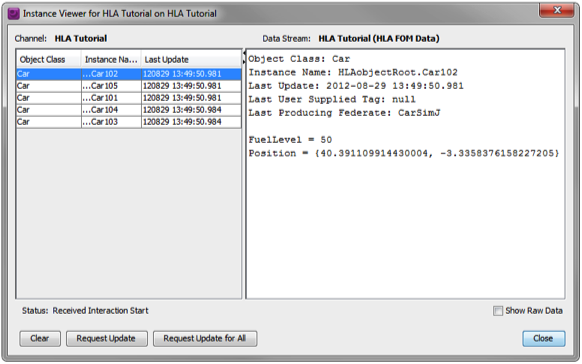 Instance Viewer for HLA Tutorial on HLA Tutorial
Channel: HLA Tutorial
Data Stream: HLA Tutorial (HLA FOM Data)
Object Class Instance Na... Last Update
Car ...Car102 120829 13:49:50.981
Car ...Car105 120829 13:49:50.981
Car ...Car101 120829 13:49:50.981
Car ...Car104 120829 13:49:50.984
Car ...Car103 120829 13:49:50.984
Object Class: Car
Instance Name: HLAobjectRoot.Car102
Last Update: 2012-08-29 13:49:50.981
Last User Supplied Tag: null
Last Producing Federate: CarSimJ
FuelLevel = 50
Position = {40.391109914430004, -3.3358376158227205}
Status: Received Interaction Start
Show Raw Data
Clear Request Update Request Update for All Close